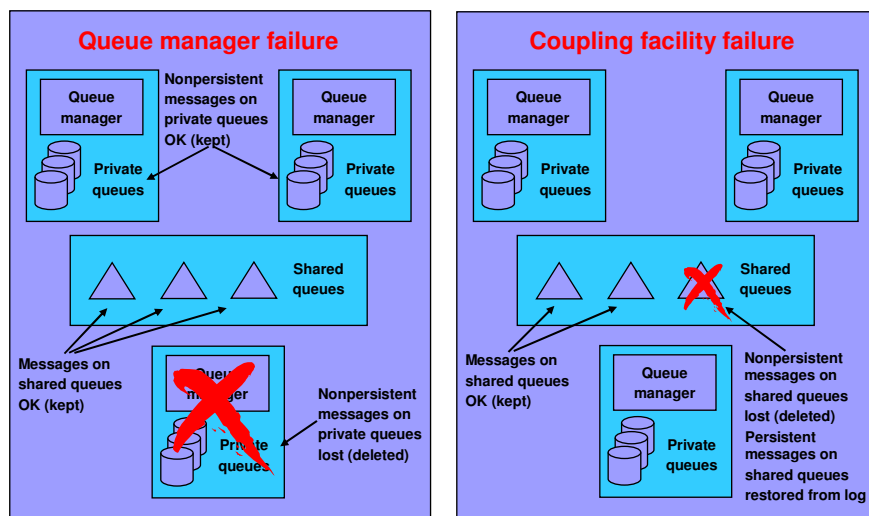 Queue manager failure
Nonpersistent
messages on
private queues
OK (kept)
Queue
manager
Private
queues
Queue
manager
Private
queues
Shared
queues
Messages on
shared queues
OK (kept)
Queue
manager
Private
queues
Nonpersistent
messages on
private queues
lost (deleted)
Coupling facility failure
Queue
manager
Private
queues
Queue
manager
Private
queues
Shared
queues
Messages on
shared queues
OK (kept)
Queue
manager
Private
queues
Nonpersistent
messages on
shared queues
lost (deleted)
Persistent
messages on
shared queues
restored from log